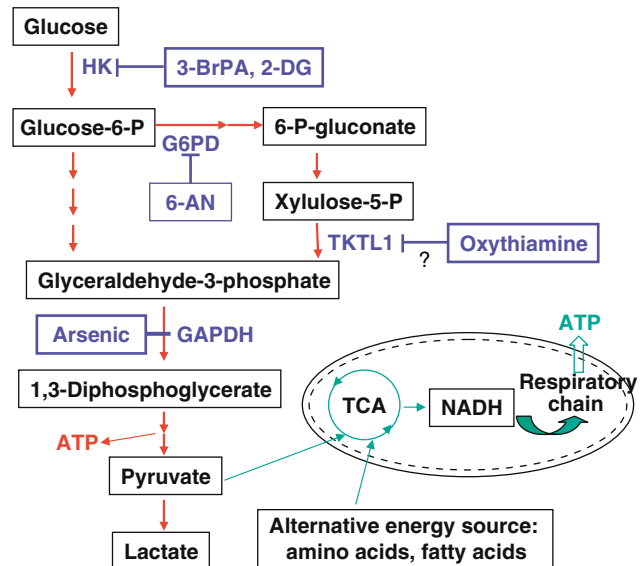 Glucose
HK
3-BrPA, 2-DG
Glucose-6-P
6-P-gluconate
G6PD
6-AN
Xylulose-5-P
TKTL1
?
Oxythiamine
Glyceraldehyde-3-phosphate
Arsenic
GAPDH
ATP
1,3-Diphosphoglycerate
TCA
NADH
Respiratory
chain
ATP
Pyruvate
Alternative energy source:
amino acids, fatty acids
Lactate